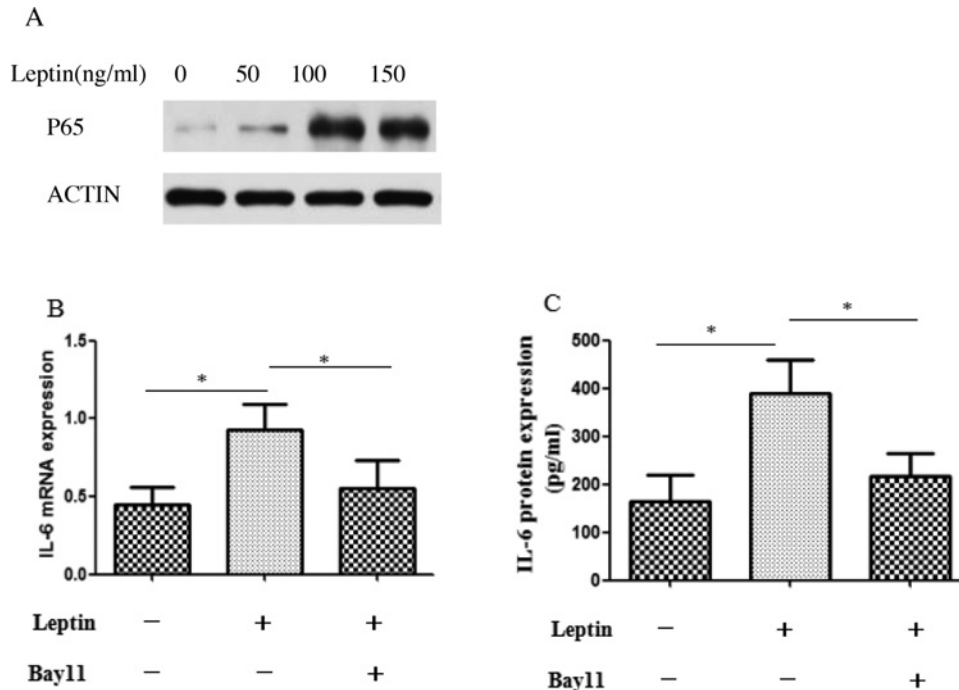 A
Leptin(ng/ml) 0 50 100 150
P65
ACTIN
B
IL-6 mRNA expression
1.5
1.0
0.5
0.0
*
*
Leptin − + +
Bay11 − − +
C
IL-6 protein expression
(pg/ml)
500
400
300
200
100
0
*
*
Leptin − + +
Bay11 − − +